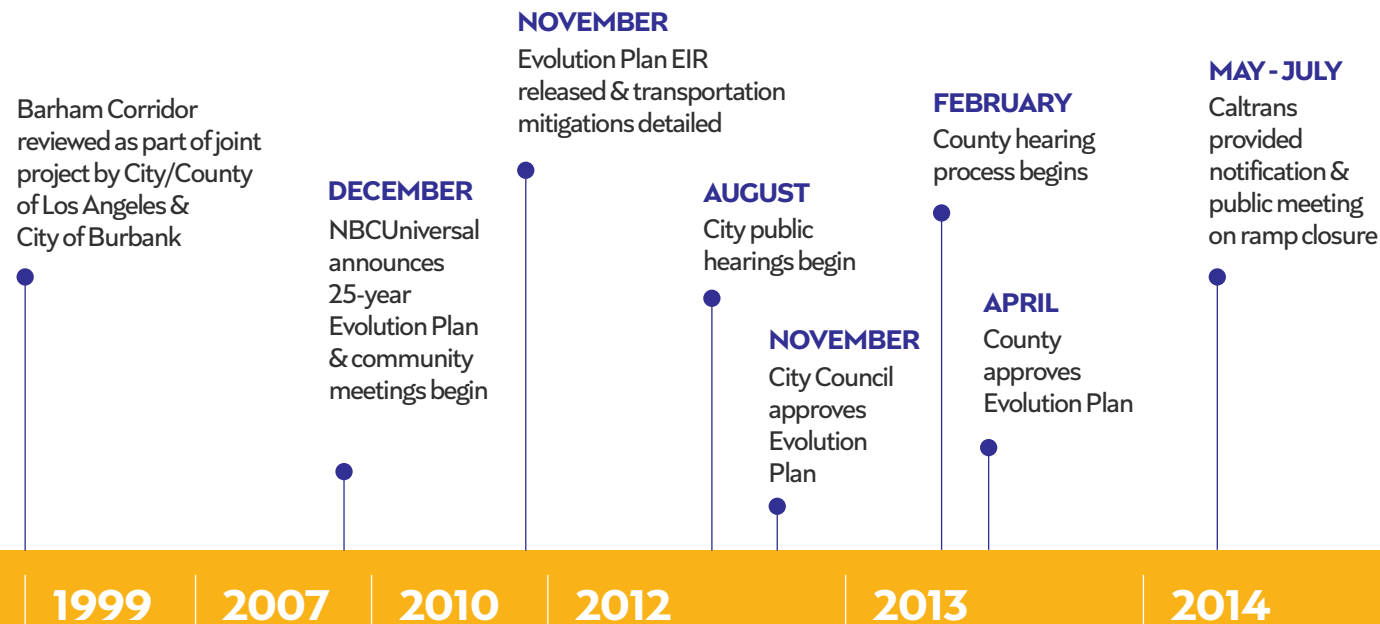 Barham Corridor
reviewed as part of joint
project by City/County
of Los Angeles &
City of Burbank
DECEMBER
NBCUniversal
announces
25-year
Evolution Plan
& community
meetings begin
NOVEMBER
Evolution Plan EIR
released & transportation
mitigations detailed
AUGUST
City public
hearings begin
NOVEMBER
City Council
approves
Evolution
Plan
FEBRUARY
County hearing
process begins
APRIL
County
approves
Evolution Plan
MAY - JULY
Caltrans
provided
notification &
public meeting
on ramp closure
1999
2007
2010
2012
2013
2014